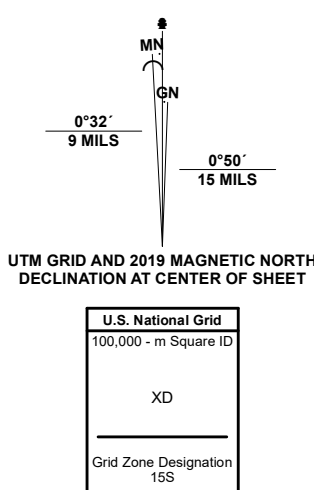 MN
GN
0°32´
9 MILS
0°50´
15 MILS
UTM GRID AND 2019 MAGNETIC NORTH
DECLINATION AT CENTER OF SHEET
U.S. National Grid
100,000 - m Square ID
XD
Grid Zone Designation
15S